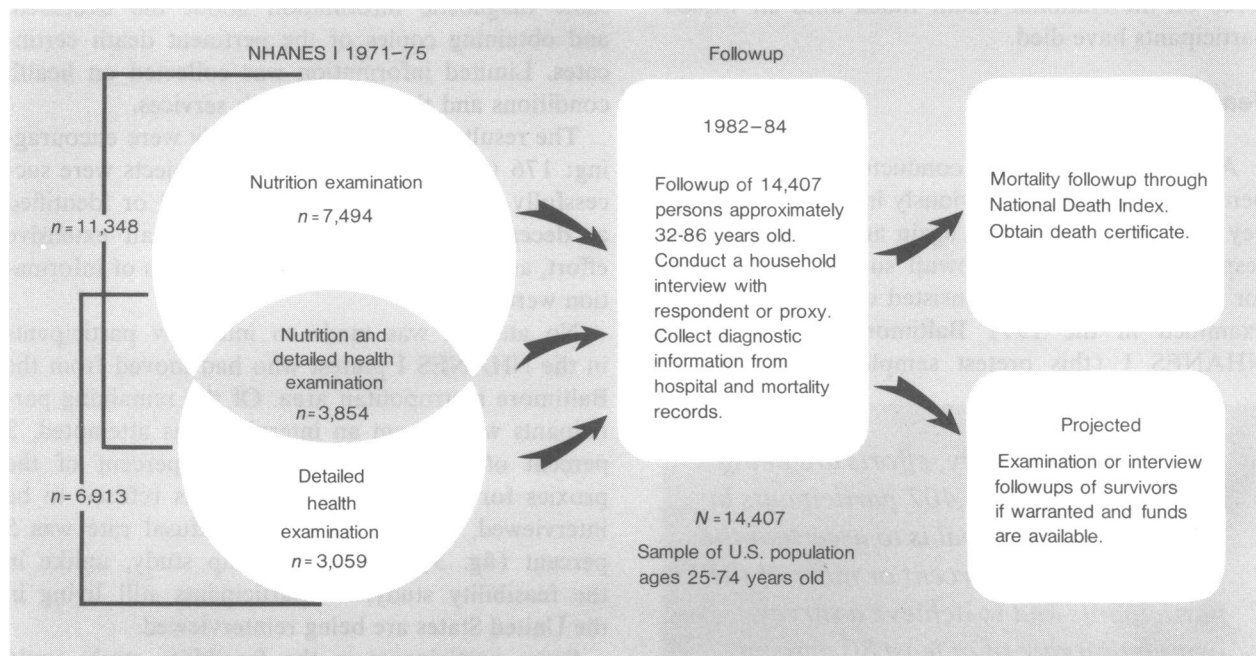 NHANES I 1971–75
n=11,348
n=6,913
Nutrition examination
n=7,494
Nutrition and
detailed health
examination
n=3,854
Detailed
health
examination
n=3,059
Followup
1982–84
Followup of 14,407
persons approximately
32-86 years old.
Conduct a household
interview with
respondent or proxy.
Collect diagnostic
information from
hospital and mortality
records.
N=14,407
Sample of U.S. population
ages 25-74 years old
Mortality followup through
National Death Index.
Obtain death certificate.
Projected
Examination or interview
followups of survivors
if warranted and funds
are available.